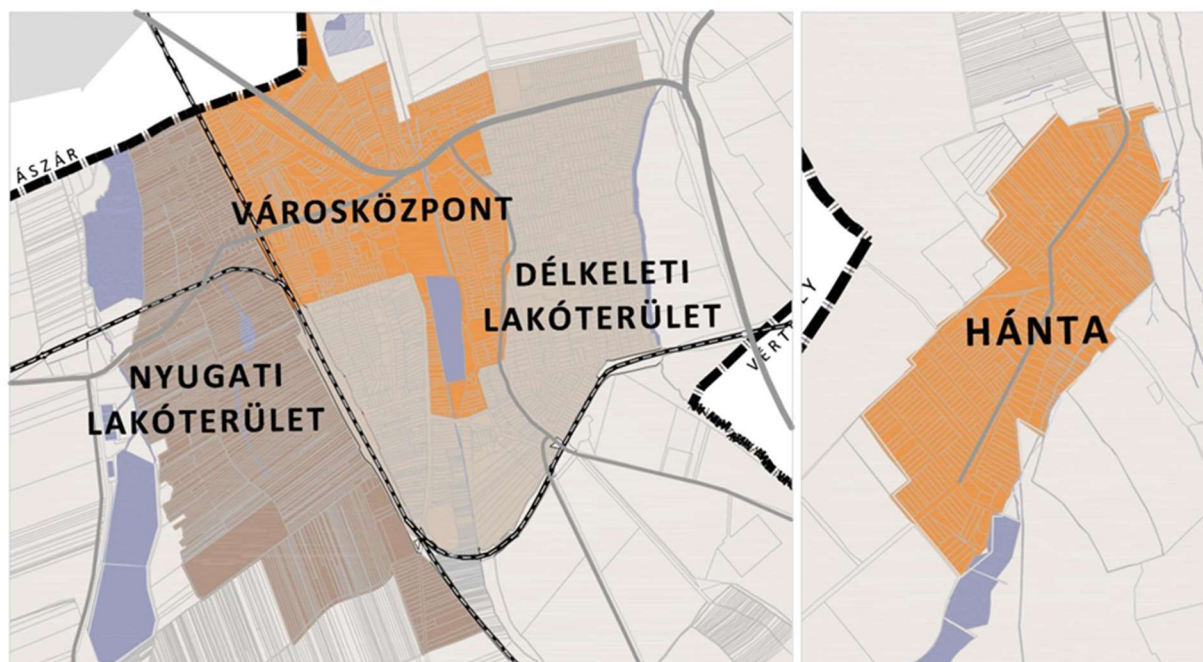 ÁSZÁR
VÁROSKÖZPONT
DÉLKELETI
LAKÓTERÜLET
NYUGATI
LAKÓTERÜLET
HÁNTA